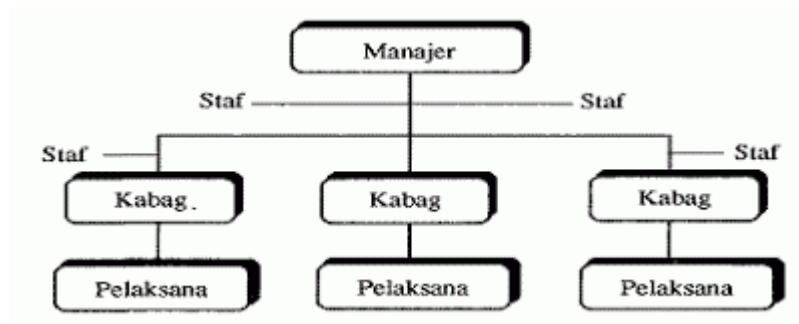 Manajer
Staf Staf
Staf Staf
Kabag. Kabag Kabag
Pelaksana Pelaksana Pelaksana